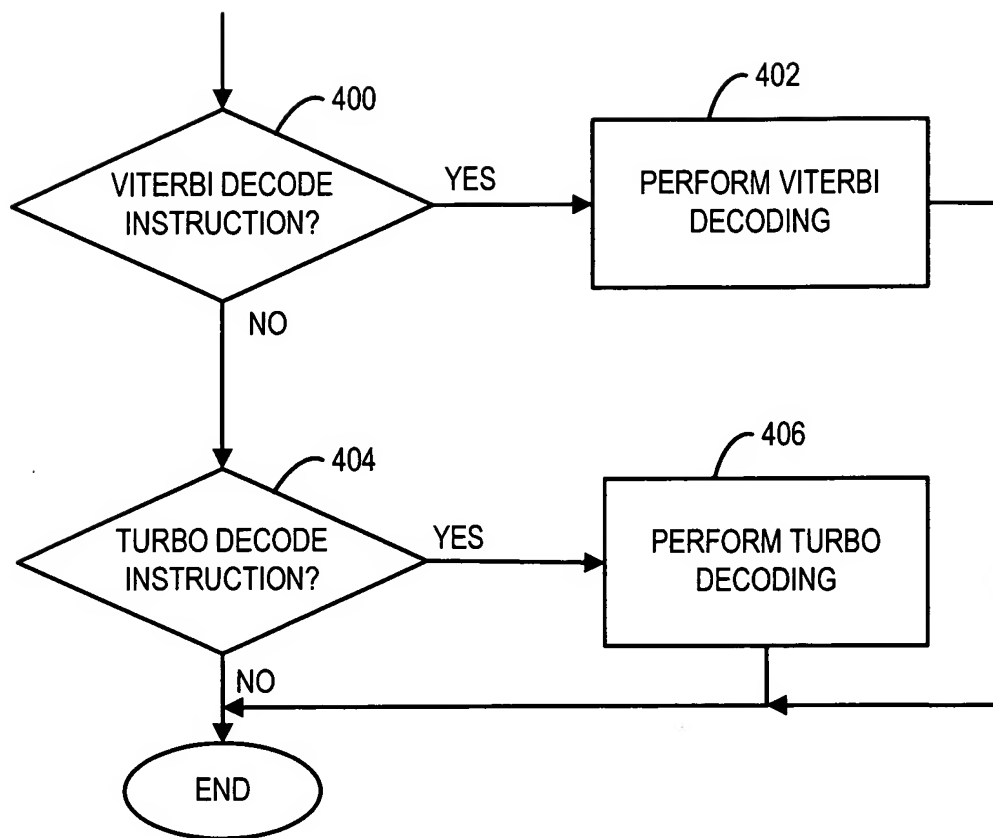 400
402
VITERBI DECODE
INSTRUCTION?
YES
PERFORM VITERBI
DECODING
NO
404
406
TURBO DECODE
INSTRUCTION?
YES
PERFORM TURBO
DECODING
NO
END